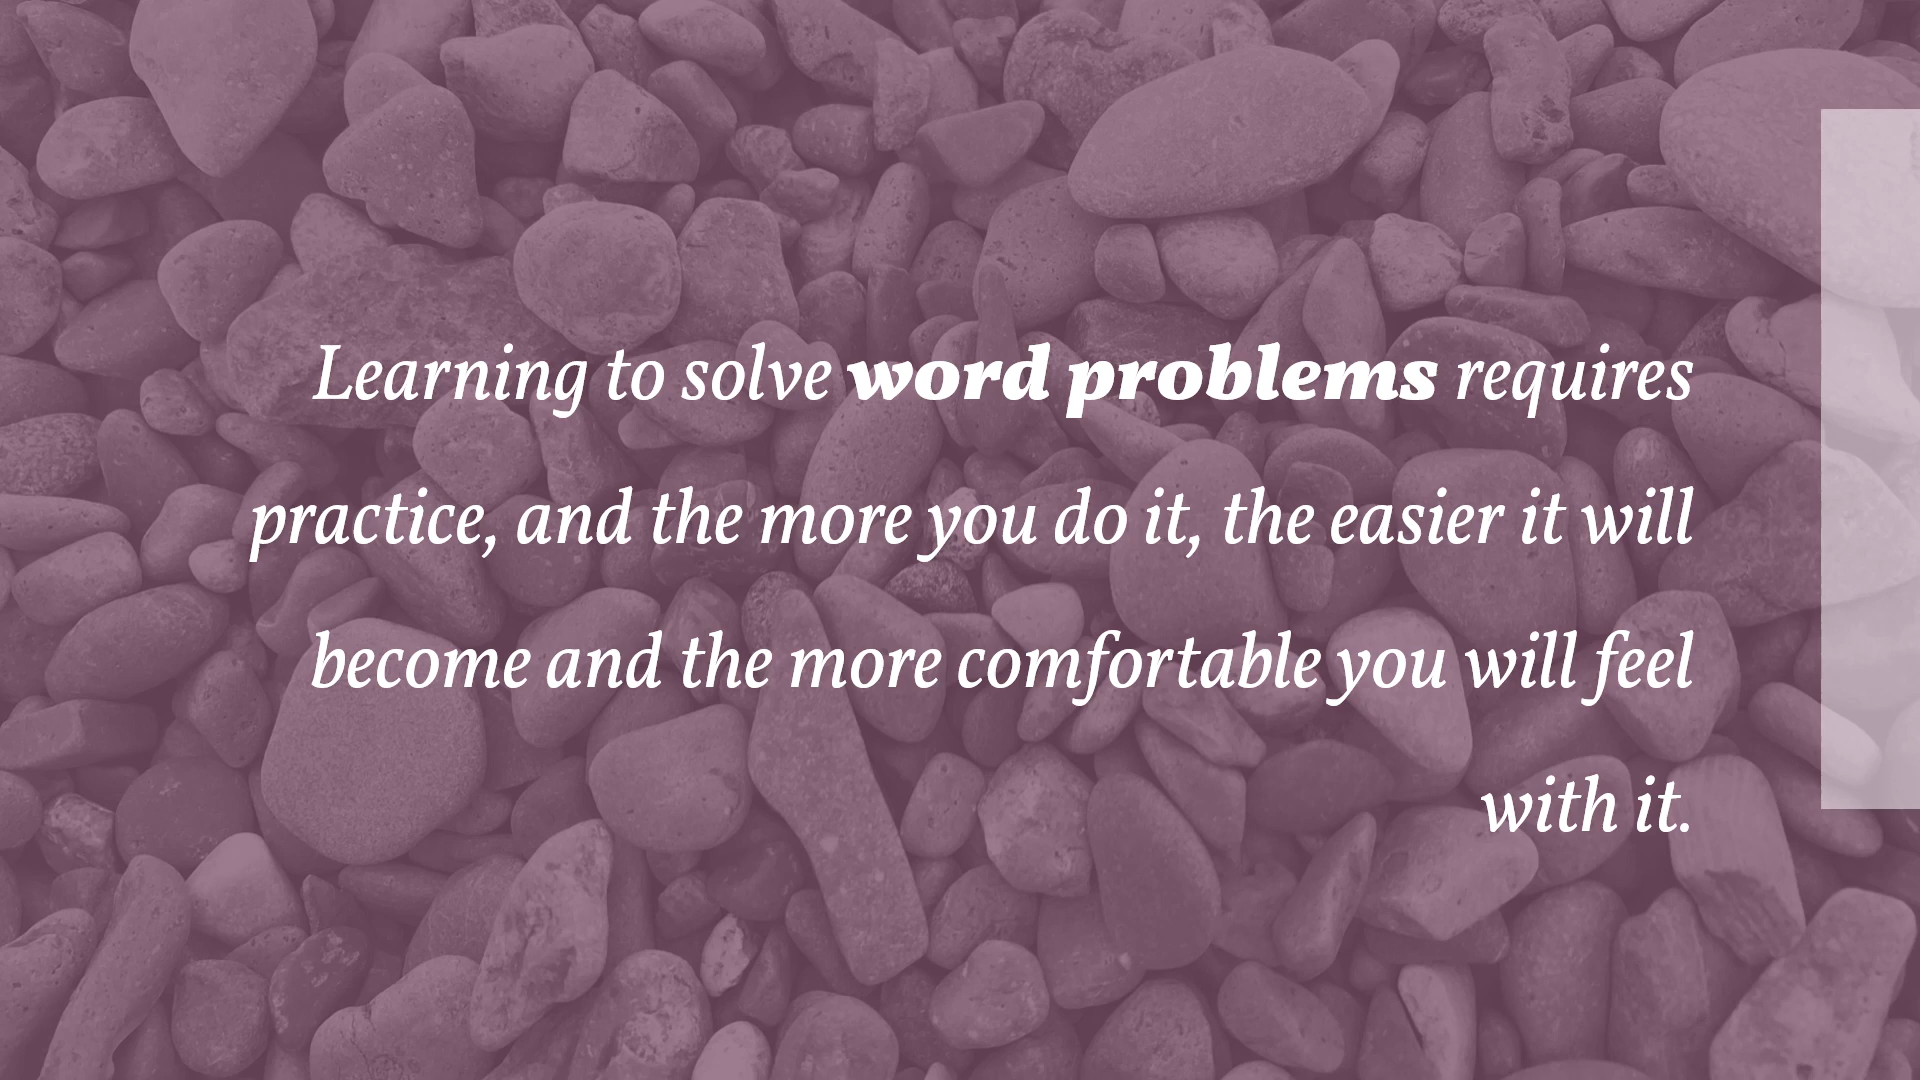 Learning to solve word problems requires
practice, and the more you do it, the easier it will
become and the more comfortable you will feel
with it.